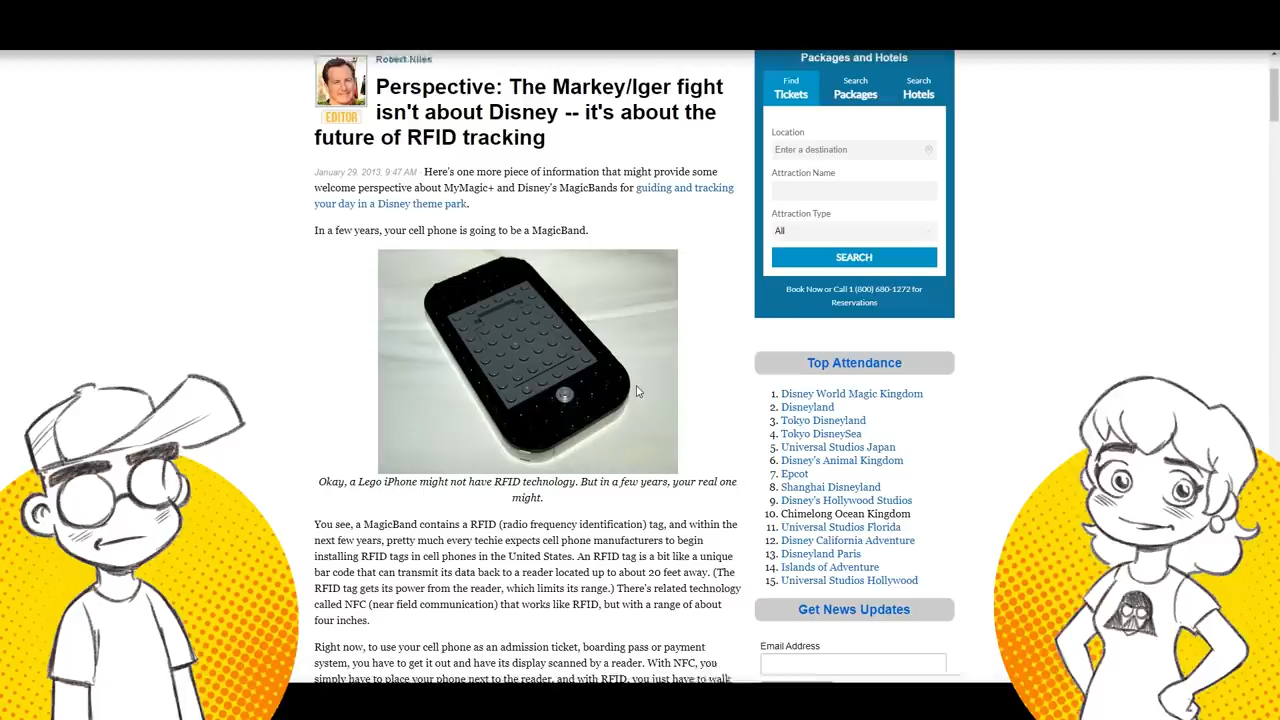 Robert Niles
EDITOR
Perspective: The Markey/Iger fight
isn't about Disney -- it's about the
future of RFID tracking
January 29, 2013, 9:47 AM · Here's one more piece of information that might provide some
welcome perspective about MyMagic+ and Disney's MagicBands for guiding and tracking
your day in a Disney theme park.
In a few years, your cell phone is going to be a MagicBand.
Okay, a Lego iPhone might not have RFID technology. But in a few years, your real one
might.
You see, a MagicBand contains a RFID (radio frequency identification) tag, and within the
next few years, pretty much every techie expects cell phone manufacturers to begin
installing RFID tags in cell phones in the United States. An RFID tag is a bit like a unique
bar code that can transmit its data back to a reader located up to about 20 feet away. (The
RFID tag gets its power from the reader, which limits its range.) There's related technology
called NFC (near field communication) that works like RFID, but with a range of about
four inches.
Right now, to use your cell phone as an admission ticket, boarding pass or payment
system, you have to get it out and have its display scanned by a reader. With NFC, you
simply have to place your phone next to the reader, and with RFID, you just have to walk
Packages and Hotels
Find
Tickets
Search
Packages
Search
Hotels
Location
Enter a destination
Attraction Name
Attraction Type
All
SEARCH
Book Now or Call 1 (800) 680-1272 for
Reservations
Top Attendance
1. Disney World Magic Kingdom
2. Disneyland
3. Tokyo Disneyland
4. Tokyo DisneySea
5. Universal Studios Japan
6. Disney's Animal Kingdom
7. Epcot
8. Shanghai Disneyland
9. Disney's Hollywood Studios
10. Chimelong Ocean Kingdom
11. Universal Studios Florida
12. Disney California Adventure
13. Disneyland Paris
14. Islands of Adventure
15. Universal Studios Hollywood
Get News Updates
Email Address